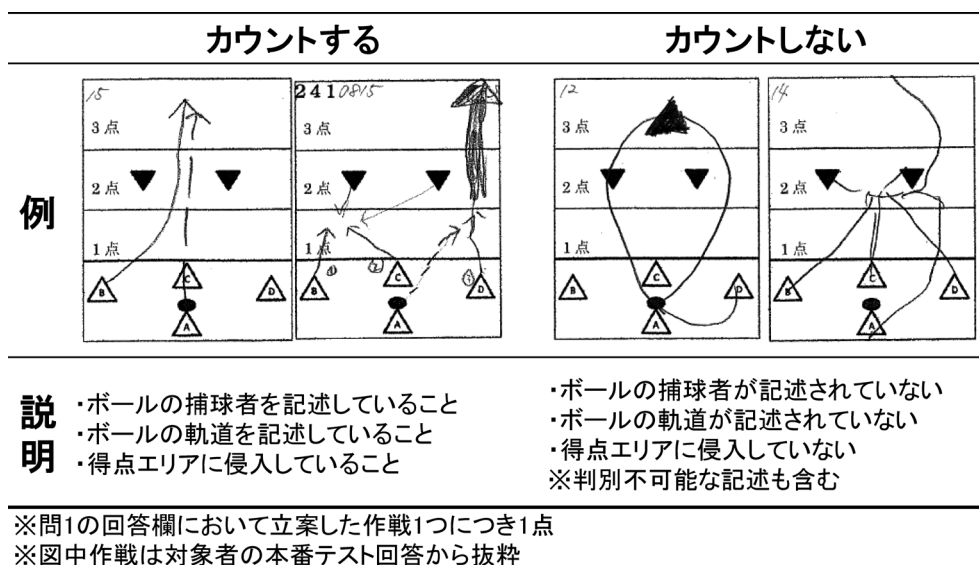 カウントする
カウントしない
例
15
3点
2点
1点
B
C
D
A
2410815
3点
2点
1点
①
②
③
B
C
D
A
12
3点
2点
1点
B
C
D
A
14
3点
2点
1点
B
C
D
A
説明
・ボールの捕球者を記述していること
・ボールの軌道を記述していること
・得点エリアに侵入していること
・ボールの捕球者が記述されていない
・ボールの軌道が記述されていない
・得点エリアに侵入していない
※判別不可能な記述も含む
※問1の回答欄において立案した作戦1つにつき1点
※図中作戦は対象者の本番テスト回答から抜粋